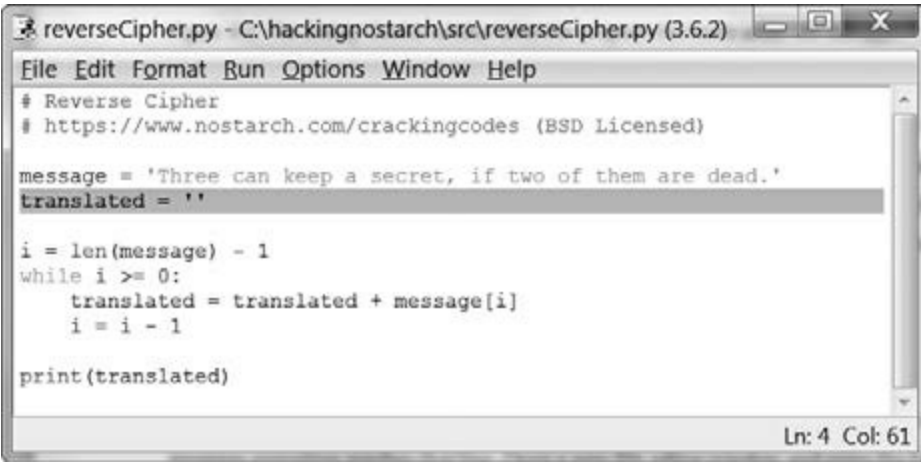 reverseCipher.py - C:\hackingnostarch\src\reverseCipher.py (3.6.2)
File Edit Format Run Options Window Help
# Reverse Cipher
# https://www.nostarch.com/crackingcodes (BSD Licensed)
message = 'Three can keep a secret, if two of them are dead.'
translated = ''
i = len(message) - 1
while i >= 0:
    translated = translated + message[i]
    i = i - 1
print(translated)
Ln: 4 Col: 61